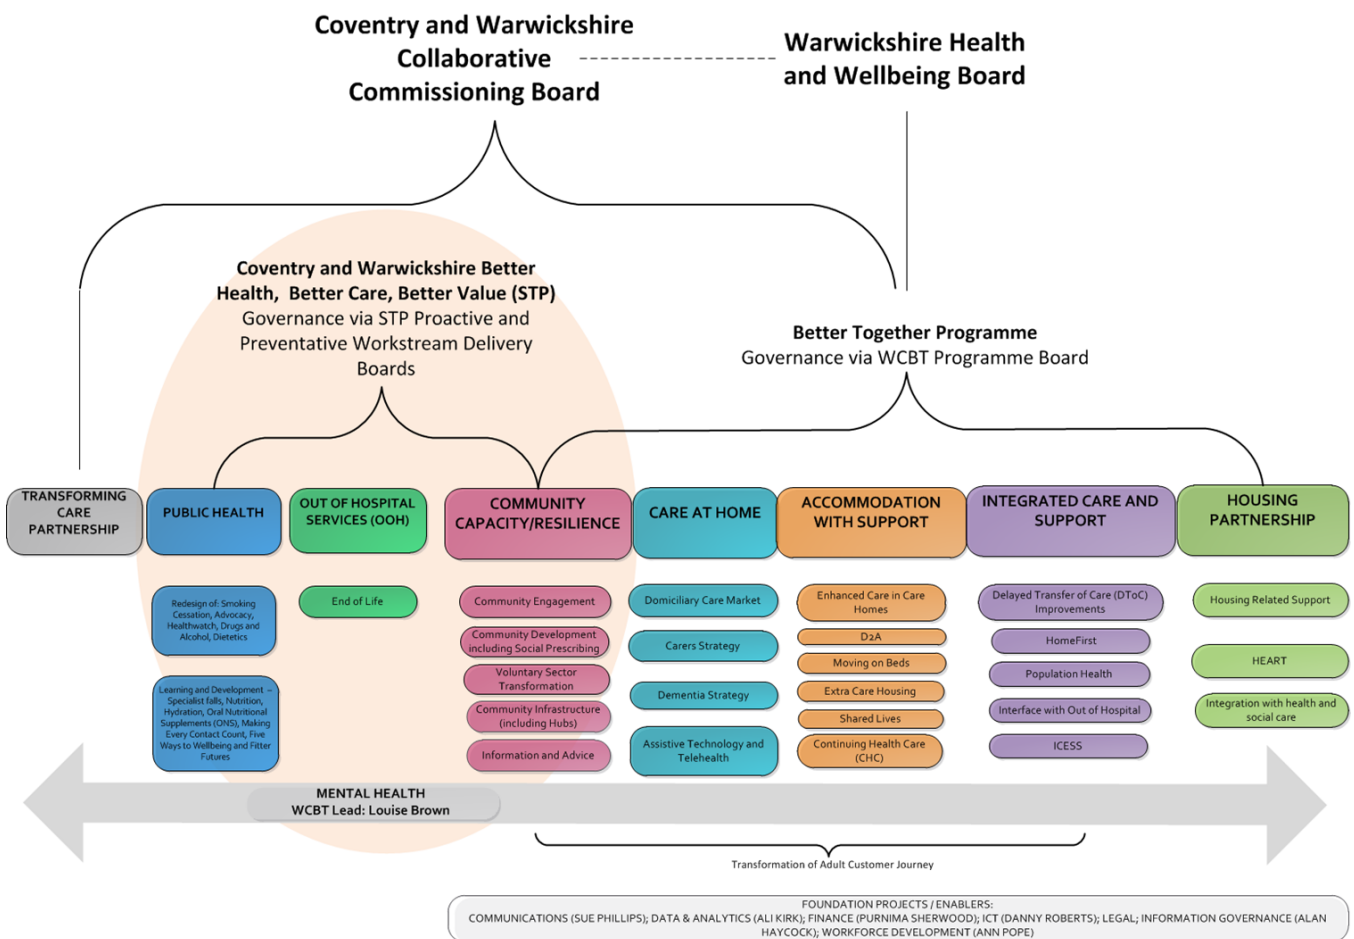 Coventry and Warwickshire
Collaborative
Commissioning Board
Warwickshire Health
and Wellbeing Board
Coventry and Warwickshire Better
Health, Better Care, Better Value (STP)
Governance via STP Proactive and
Preventative Workstream Delivery
Boards
Better Together Programme
Governance via WCBT Programme Board
TRANSFORMING
CARE
PARTNERSHIP
PUBLIC HEALTH
OUT OF HOSPITAL
SERVICES (OOH)
COMMUNITY
CAPACITY/RESILIENCE
CARE AT HOME
ACCOMMODATION
WITH SUPPORT
INTEGRATED CARE AND
SUPPORT
HOUSING
PARTNERSHIP
Redesign of: Smoking
Cessation, Advocacy,
Healthwatch, Drugs and
Alcohol, Dietetics
Learning and Development –
Specialist falls, Nutrition,
Hydration, Oral Nutritional
Supplements (ONS), Making
Every Contact Count, Five
Ways to Wellbeing and Fitter
Futures
End of Life
Community Engagement
Community Development
including Social Prescribing
Voluntary Sector
Transformation
Community Infrastructure
(including Hubs)
Information and Advice
Domiciliary Care Market
Carers Strategy
Dementia Strategy
Assistive Technology and
Telehealth
Enhanced Care in Care
Homes
D2A
Moving on Beds
Extra Care Housing
Shared Lives
Continuing Health Care
(CHC)
Delayed Transfer of Care (DToC)
Improvements
HomeFirst
Population Health
Interface with Out of Hospital
ICESS
Housing Related Support
HEART
Integration with health and
social care
MENTAL HEALTH
WCBT Lead: Louise Brown
Transformation of Adult Customer Journey
FOUNDATION PROJECTS / ENABLERS:
COMMUNICATIONS (SUE PHILLIPS); DATA & ANALYTICS (ALI KIRK); FINANCE (PURNIMA SHERWOOD); ICT (DANNY ROBERTS); LEGAL; INFORMATION GOVERNANCE (ALAN
HAYCOCK); WORKFORCE DEVELOPMENT (ANN POPE)